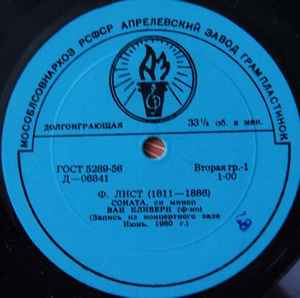 МОСОБЛСОВНАРХОЗ РСФСР АПРЕЛЕВСКИЙ ЗАВОД ГРАМПЛАСТИНОК
ДОЛГОИГРАЮЩАЯ 33⅓ об. в мин.
ГОСТ 5289-56 Вторая гр.-1
Д—06841 1-00
Ф. ЛИСТ (1811—1886)
СОНАТА, си минор
ВАН КЛИБЕРН (ф-но)
(Запись из концертного зала
Июнь, 1960 г.)